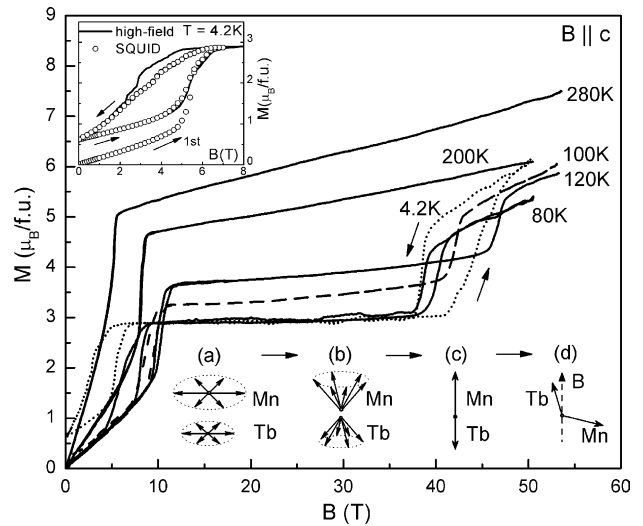 high-field T = 4.2K
SQUID
1st
M(μB/f.u.)
B(T)
0 2 4 6 8
0 1 2 3
B || c
280K
200K
100K
120K
4.2K
80K
(a) (b) (c) (d)
Mn Mn Mn B
Tb Tb Tb Tb Mn
M (μB/f.u.)
9
8
7
6
5
4
3
2
1
0
0 10 20 30 40 50 60
B (T)